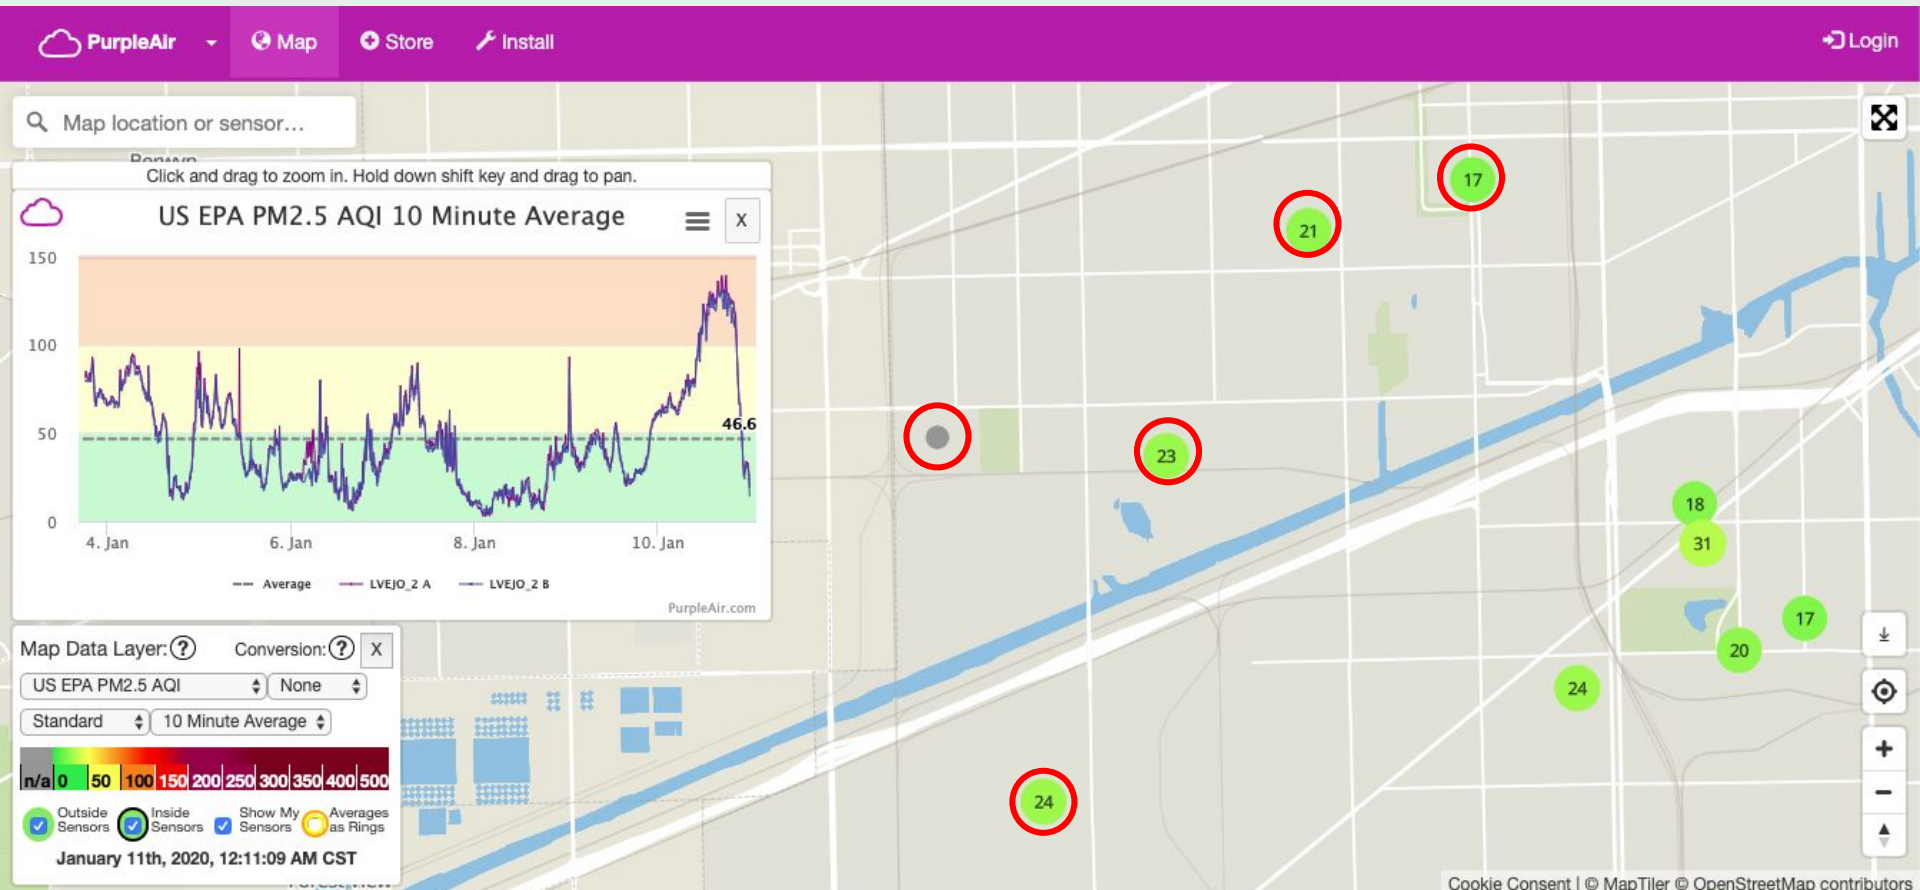 PurpleAir Map Store Install Login
Map location or sensor...
Berwyn
Click and drag to zoom in. Hold down shift key and drag to pan.
US EPA PM2.5 AQI 10 Minute Average
X
150
100
50
0
46.6
4. Jan 6. Jan 8. Jan 10. Jan
Average LVEJO_2 A LVEJO_2 B
PurpleAir.com
Map Data Layer: ? Conversion: ? X
US EPA PM2.5 AQI None
Standard 10 Minute Average
n/a 0 50 100 150 200 250 300 350 400 500
Outside Sensors
Inside Sensors
Show My Sensors
Averages as Rings
January 11th, 2020, 12:11:09 AM CST
Forest View
17
21
23
18
31
17
20
24
24
Cookie Consent | © MapTiler © OpenStreetMap contributors